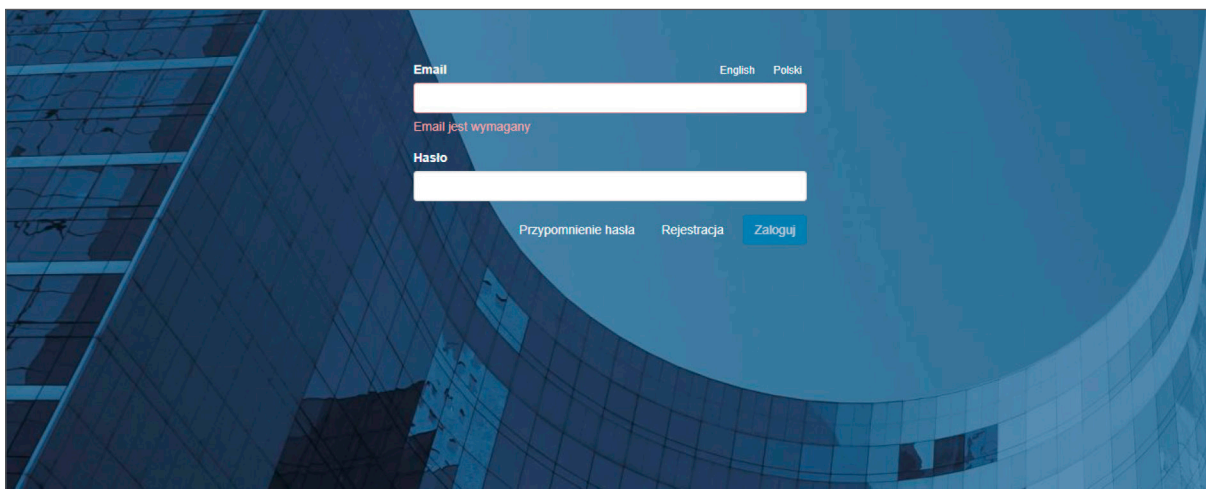 Email English Polski
Email jest wymagany
Hasło
Przypomnienie hasła Rejestracja Zaloguj